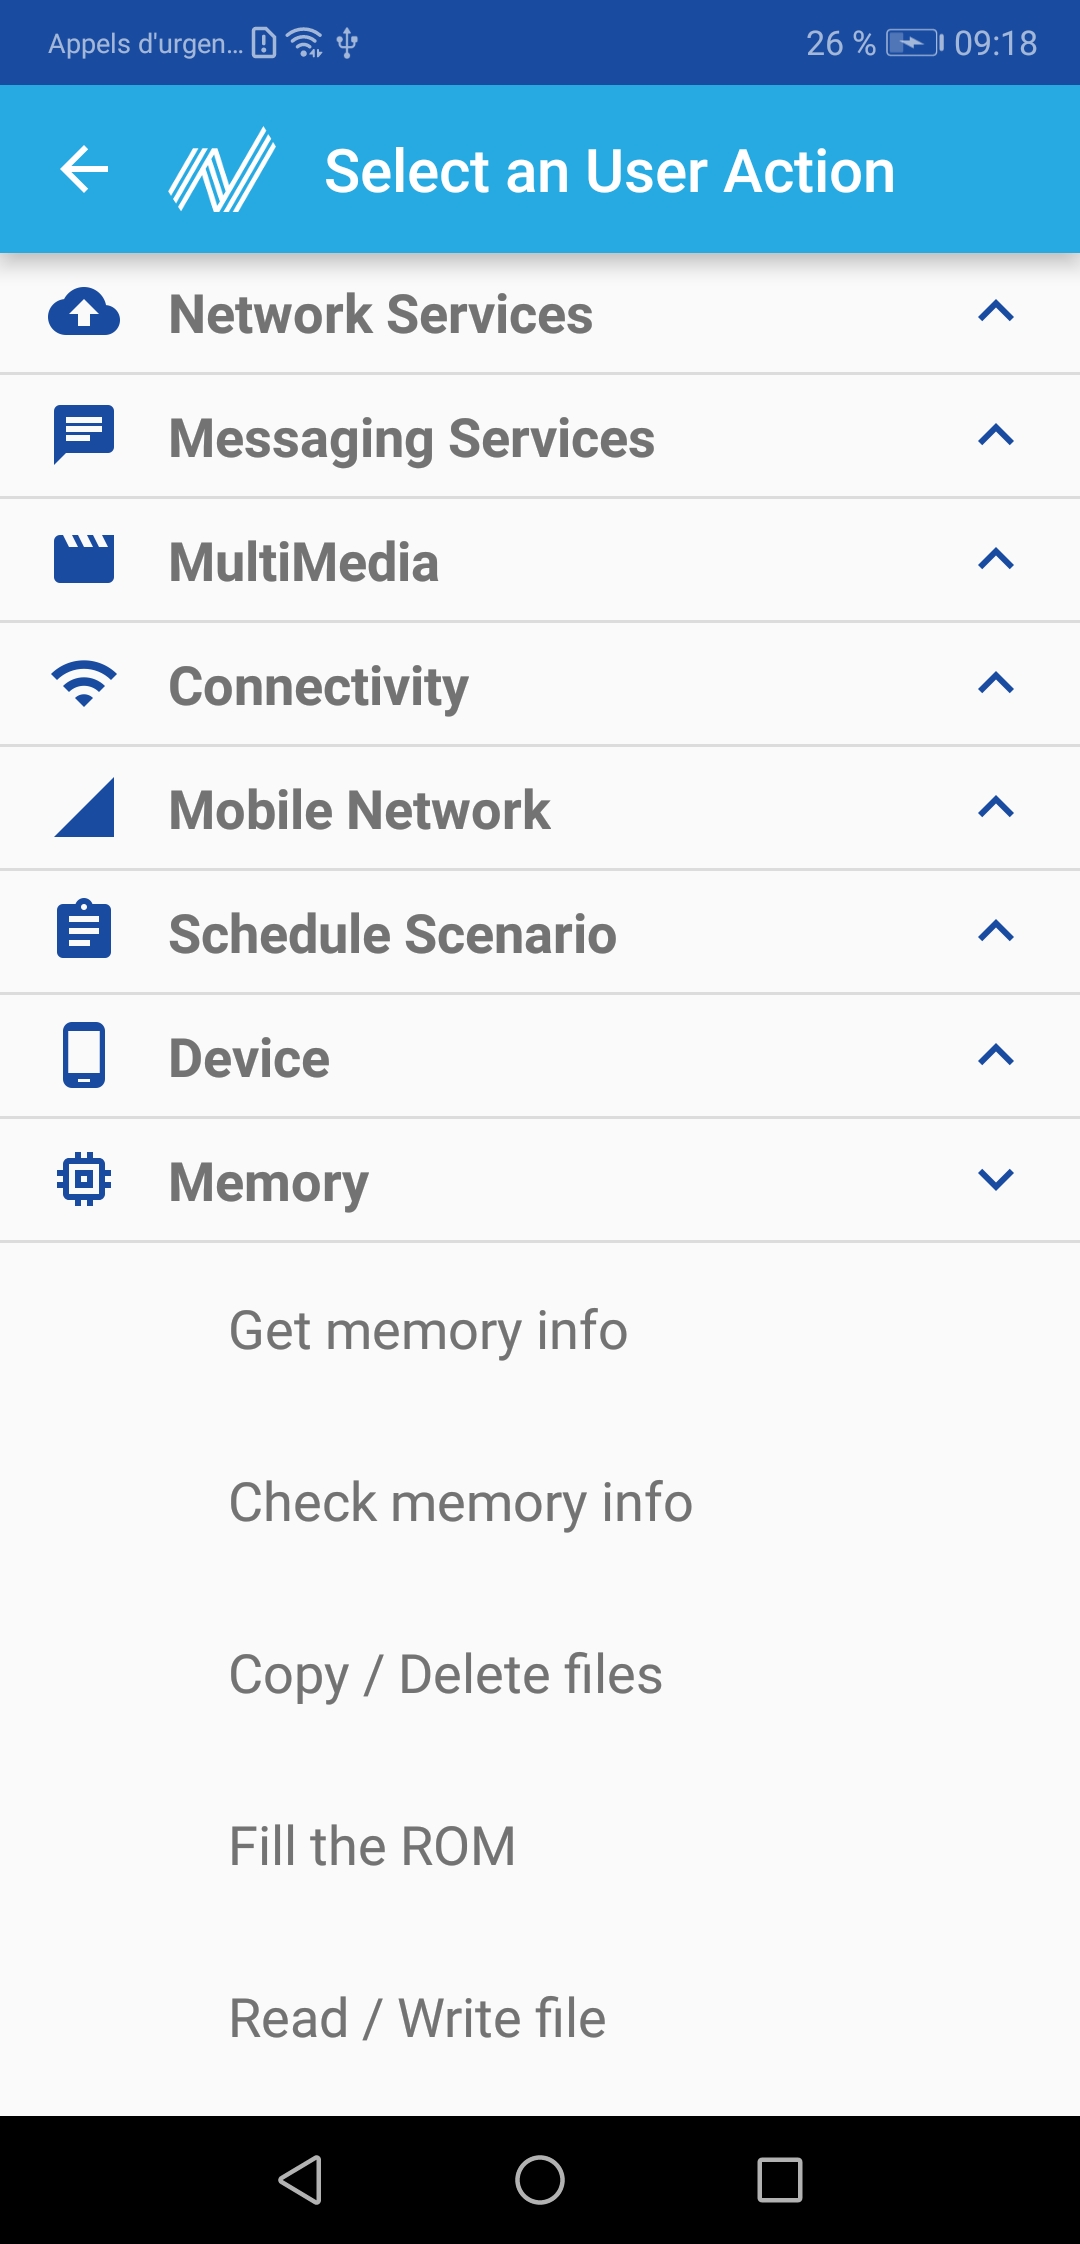 Appels d'urgen... 26 % 09:18
Select an User Action
Network Services
Messaging Services
MultiMedia
Connectivity
Mobile Network
Schedule Scenario
Device
Memory
Get memory info
Check memory info
Copy / Delete files
Fill the ROM
Read / Write file